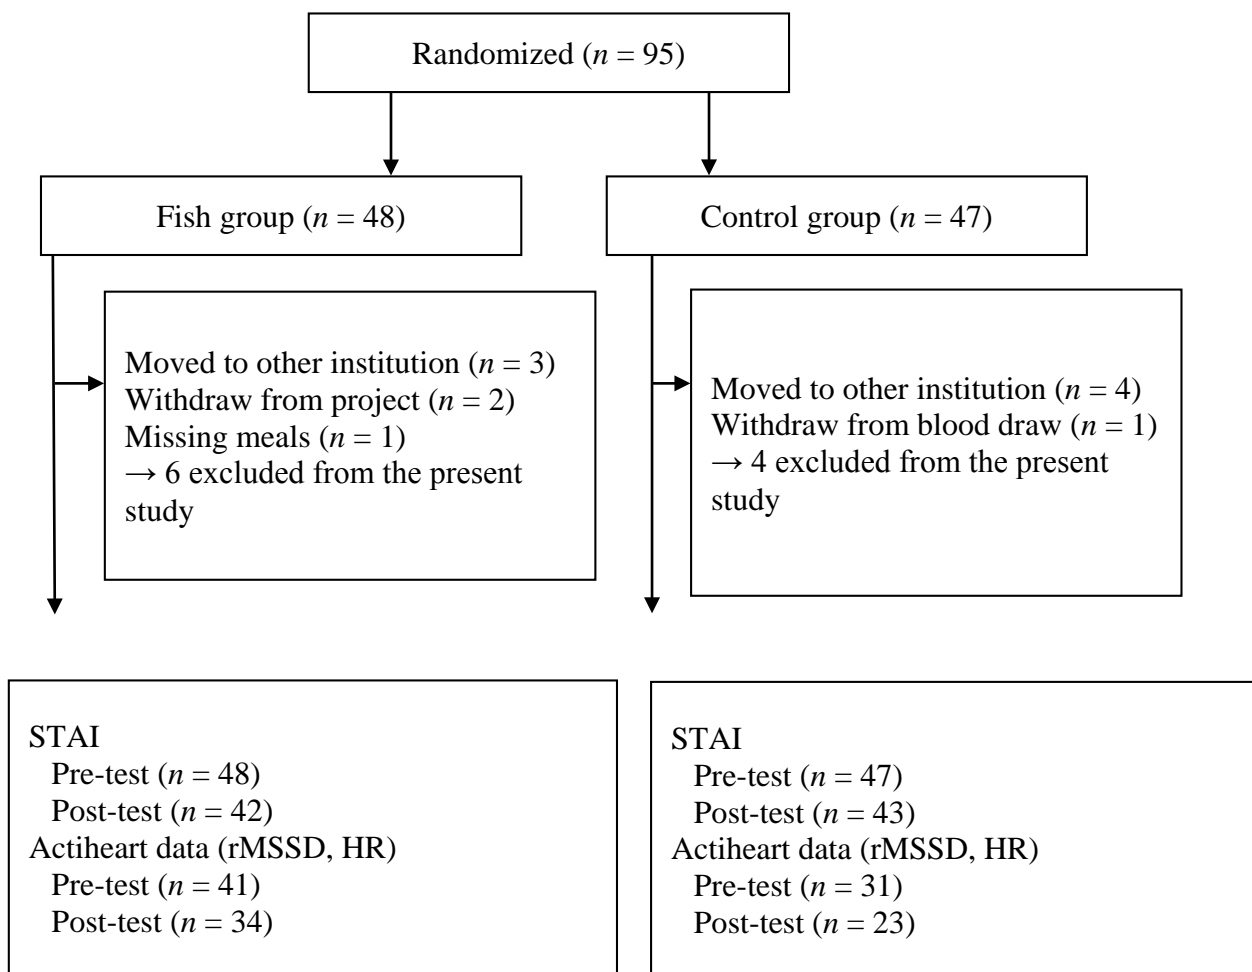 Randomized (n = 95)
Fish group (n = 48)
Control group (n = 47)
Moved to other institution (n = 3)
Withdraw from project (n = 2)
Missing meals (n = 1)
→ 6 excluded from the present
study
Moved to other institution (n = 4)
Withdraw from blood draw (n = 1)
→ 4 excluded from the present
study
STAI
Pre-test (n = 48)
Post-test (n = 42)
Actiheart data (rMSSD, HR)
Pre-test (n = 41)
Post-test (n = 34)
STAI
Pre-test (n = 47)
Post-test (n = 43)
Actiheart data (rMSSD, HR)
Pre-test (n = 31)
Post-test (n = 23)